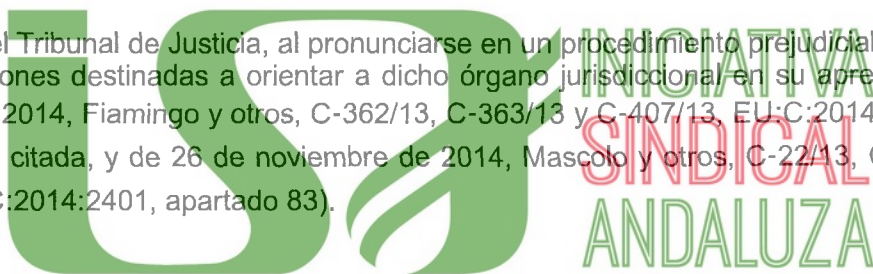 el Tribunal de Justicia, al pronunciarse en un procedimiento prejudicial
ones destinadas a orientar a dicho órgano jurisdiccional en su apre
2014, Fiamingo y otros, C-362/13, C-363/13 y C-407/13, EU:C:2014
citada, y de 26 de noviembre de 2014, Mascolo y otros, C-22/13, C
:2014:2401, apartado 83).
isa
INICIATIVA
SINDICAL
ANDALUZA